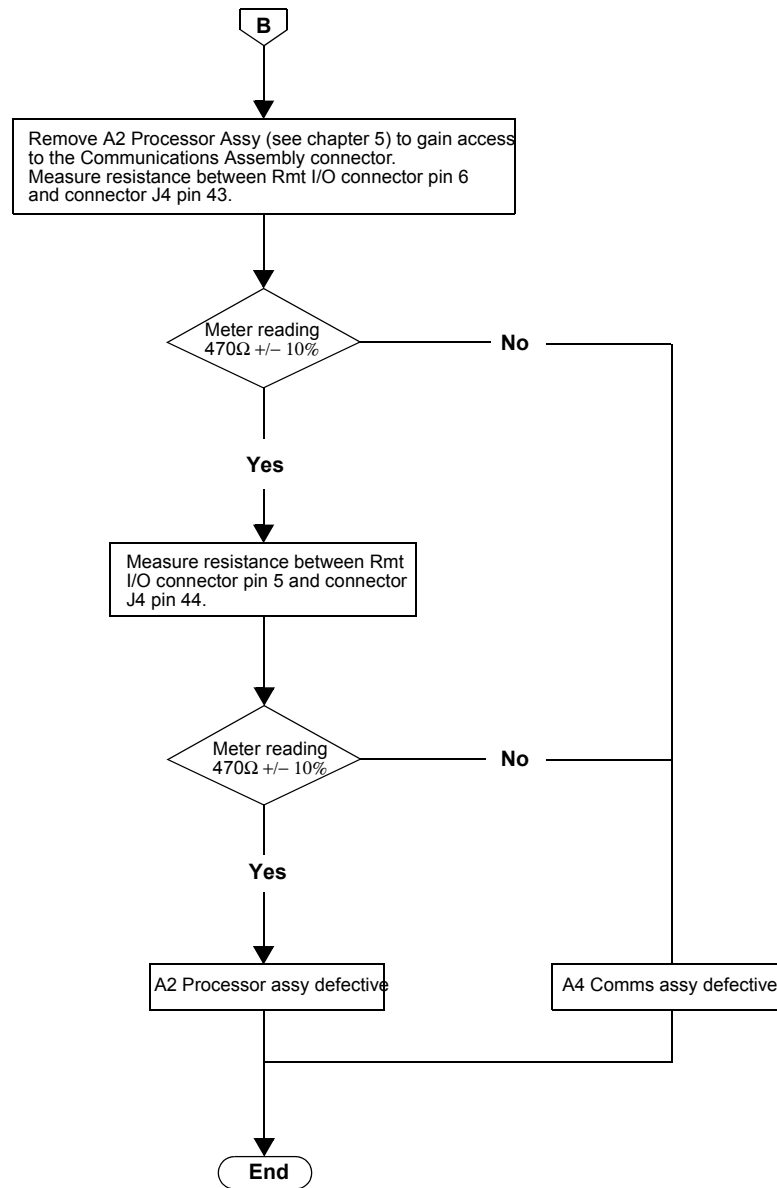 B
Remove A2 Processor Assy (see chapter 5) to gain access
to the Communications Assembly connector.
Measure resistance between Rmt I/O connector pin 6
and connector J4 pin 43.
Meter reading
470Ω +/– 10%
No
Yes
Measure resistance between Rmt
I/O connector pin 5 and connector
J4 pin 44.
Meter reading
470Ω +/– 10%
No
Yes
A2 Processor assy defective
A4 Comms assy defective
End